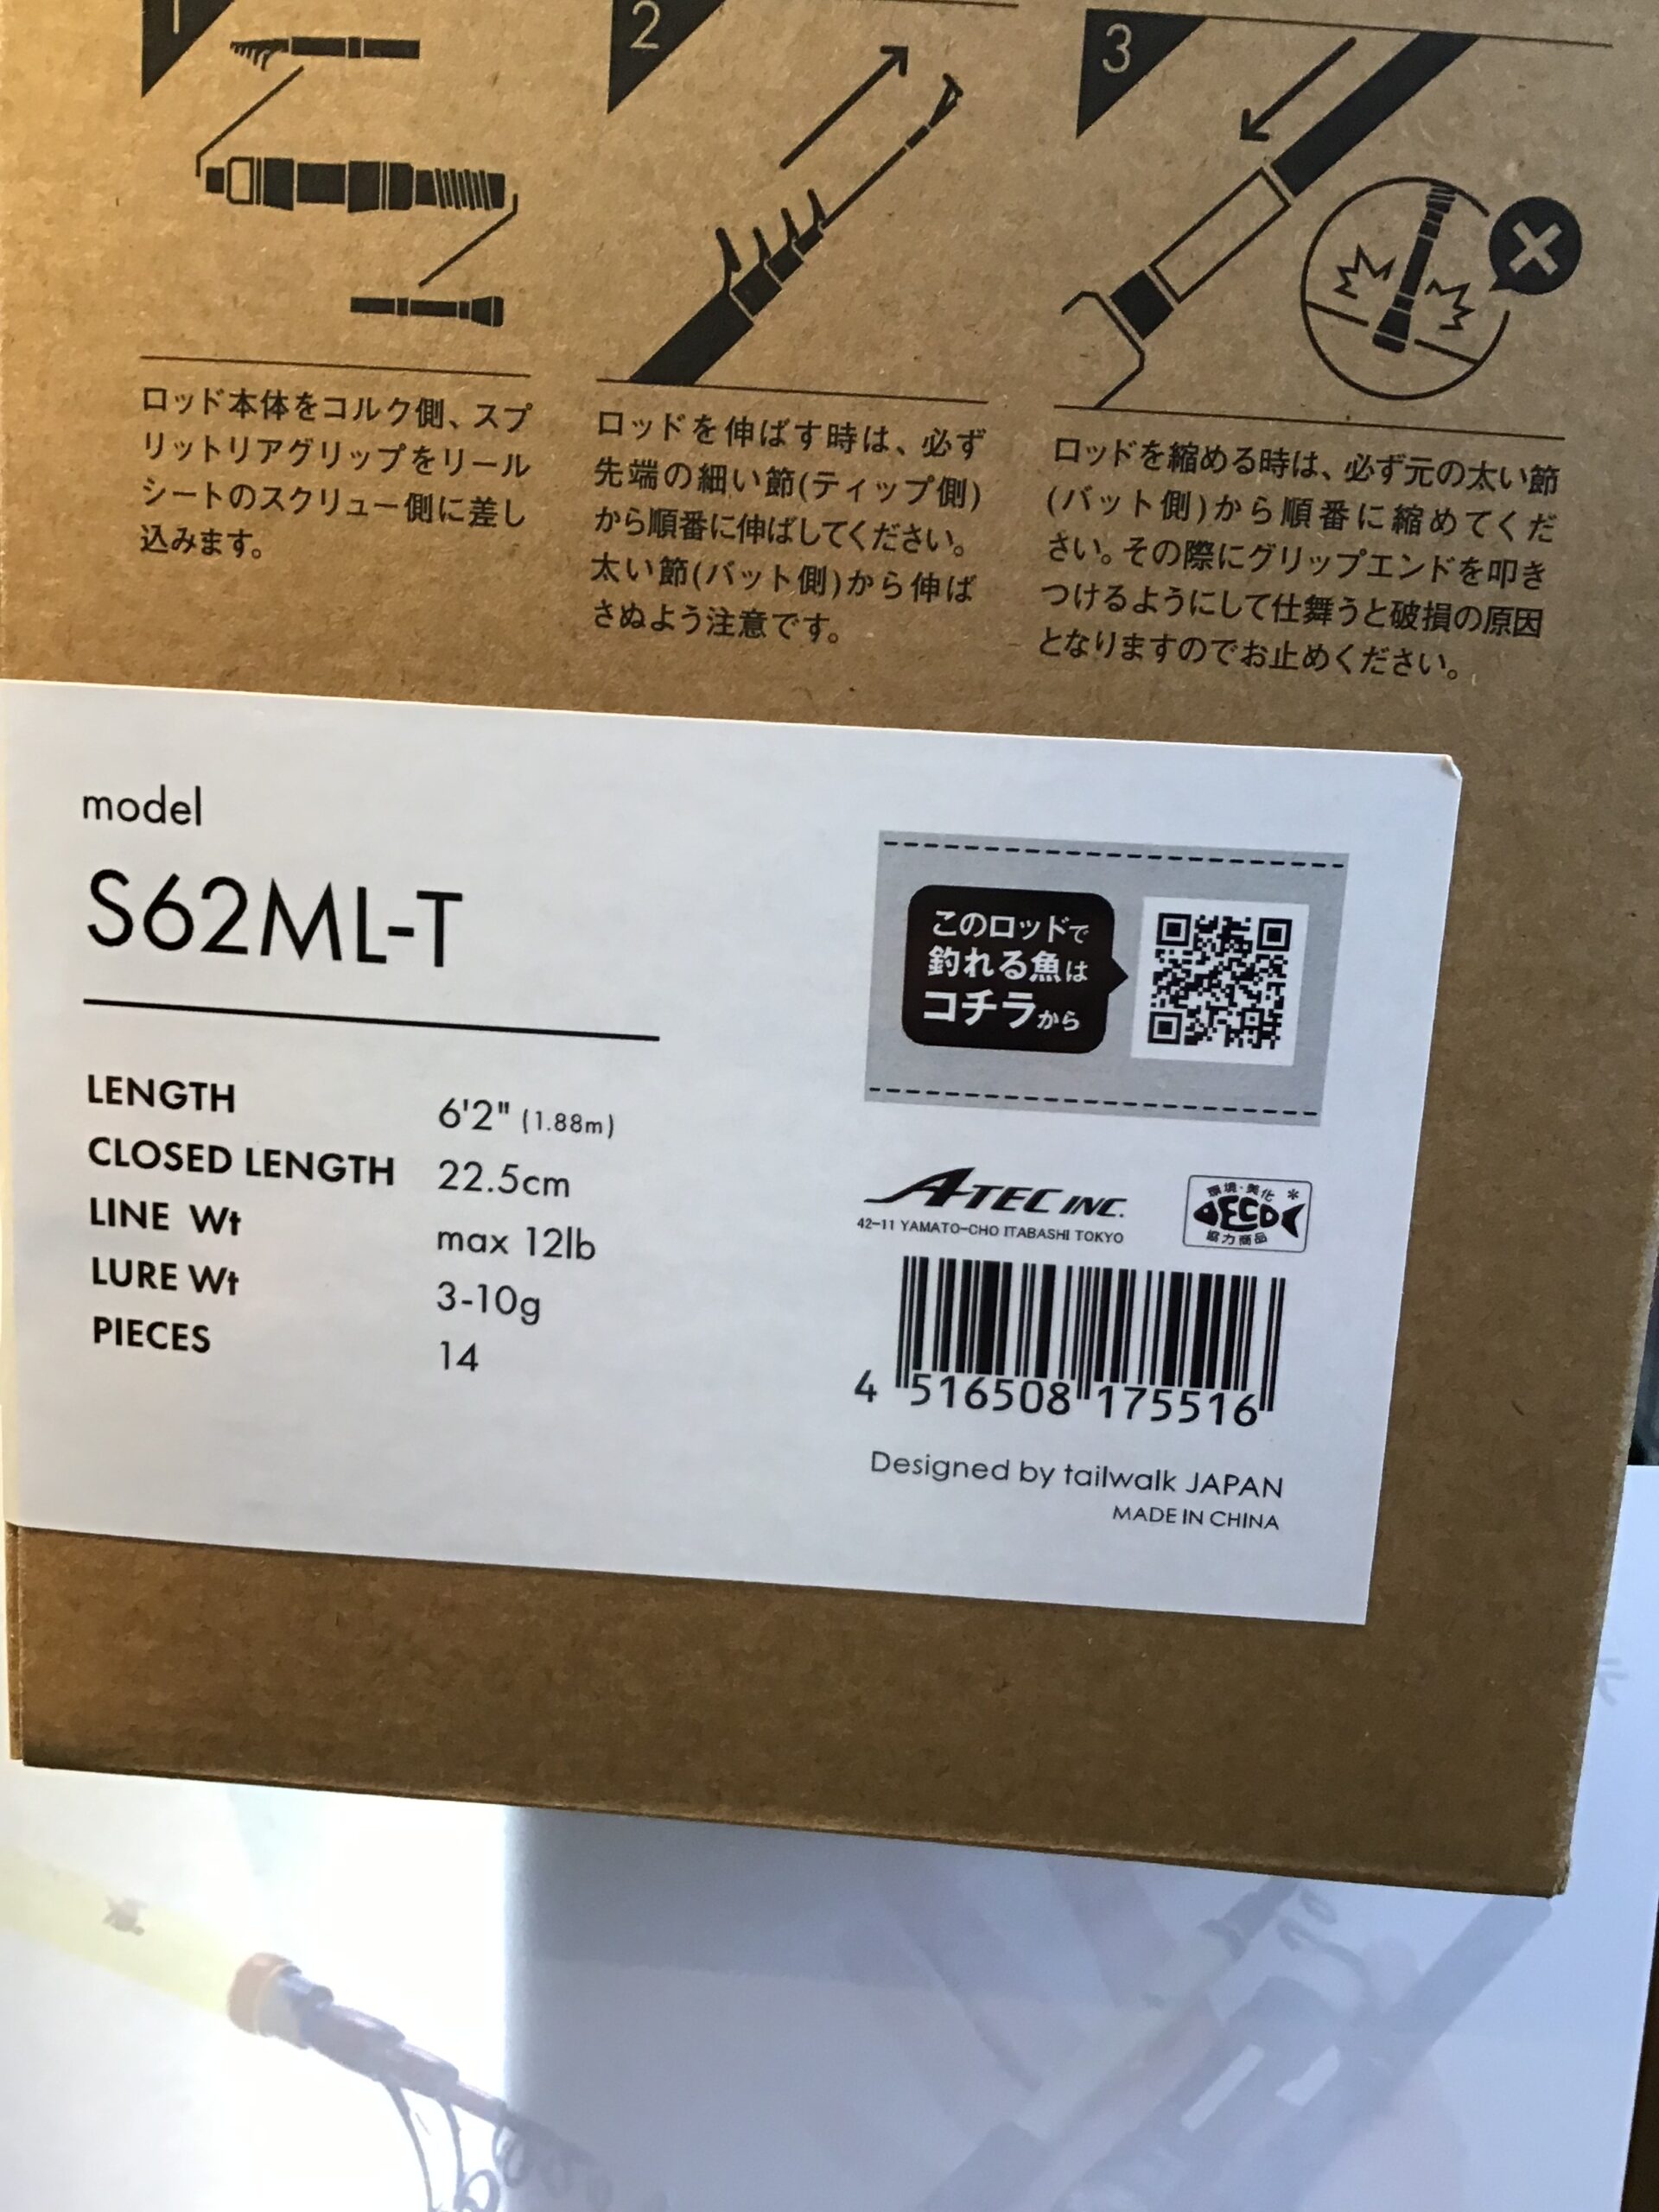 1
2
3
ロッド本体をコルク側、スプ
リットリアグリップをリール
シートのスクリュー側に差し
込みます。
ロッドを伸ばす時は、必ず
先端の細い節(ティップ側)
から順番に伸ばしてください。
太い節(バット側)から伸ば
さぬよう注意です。
ロッドを縮める時は、必ず元の太い節
(バット側)から順番に縮めてくだ
さい。その際にグリップエンドを叩き
つけるようにして仕舞うと破損の原因
となりますのでお止めください。
model
S62ML-T
LENGTH 6'2" (1.88m)
CLOSED LENGTH 22.5cm
LINE Wt max 12lb
LURE Wt 3-10g
PIECES 14
このロッドで
釣れる魚は
コチラから
A-TEC INC.
42-11 YAMATO-CHO ITABASHI TOKYO
環境・美化
ECO
協力商品
4 516508 175516
Designed by tailwalk JAPAN
MADE IN CHINA